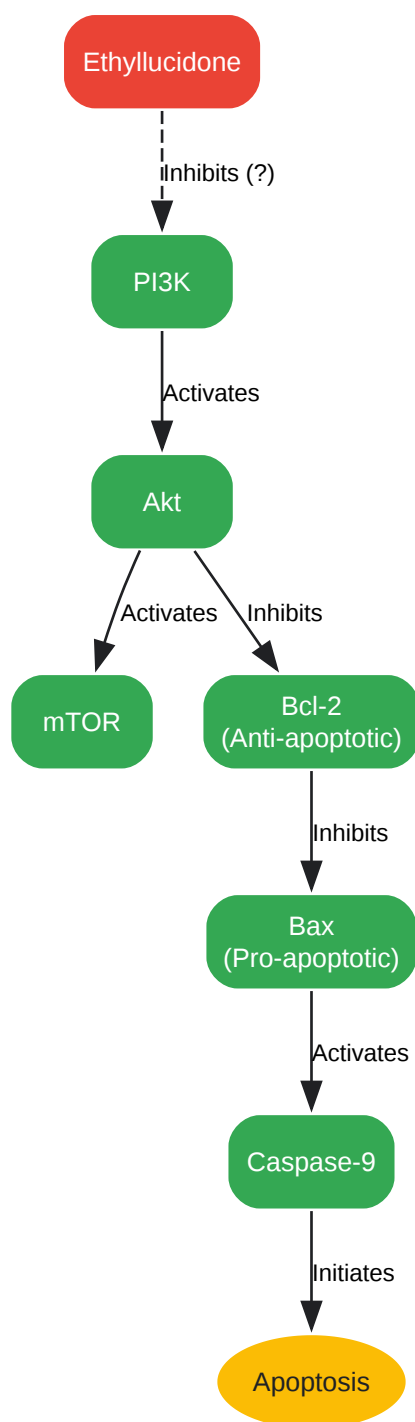 Ethyllucidone
Inhibits (?)
PI3K
Activates
Akt
Activates
Inhibits
mTOR
Bcl-2
(Anti-apoptotic)
Inhibits
Bax
(Pro-apoptotic)
Activates
Caspase-9
Initiates
Apoptosis